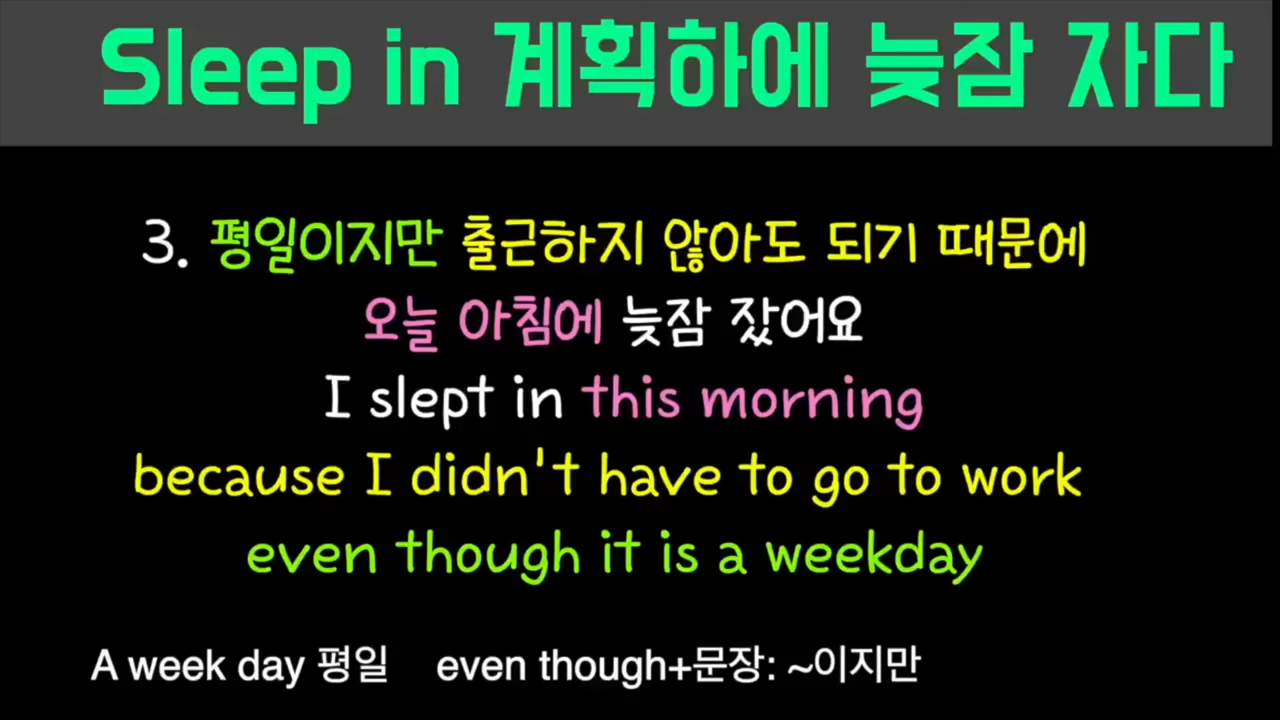 Sleep in 계획하에 늦잠 자다
3. 평일이지만 출근하지 않아도 되기 때문에
오늘 아침에 늦잠 잤어요
I slept in this morning
because I didn't have to go to work
even though it is a weekday
A week day 평일 even though+문장: ~이지만